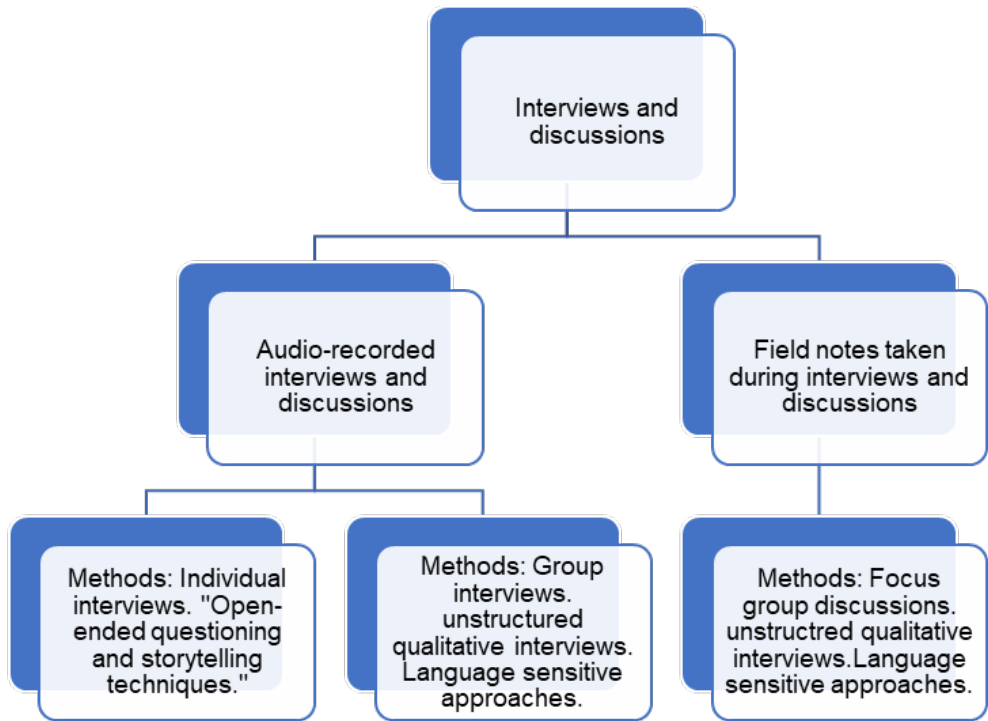 Interviews and
discussions
Audio-recorded
interviews and
discussions
Field notes taken
during interviews and
discussions
Methods: Individual
interviews. "Open-
ended questioning
and storytelling
techniques."
Methods: Group
interviews.
unstructured
qualitative interviews.
Language sensitive
approaches.
Methods: Focus
group discussions.
unstructred qualitative
interviews.Language
sensitive approaches.